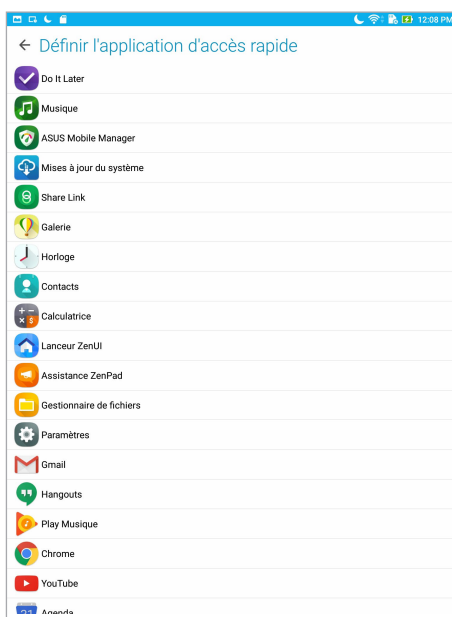 12:08 PM
Définir l'application d'accès rapide
Do It Later
Musique
ASUS Mobile Manager
Mises à jour du système
Share Link
Galerie
Horloge
Contacts
Calculatrice
Lanceur ZenUI
Assistance ZenPad
Gestionnaire de fichiers
Paramètres
Gmail
Hangouts
Play Musique
Chrome
YouTube
31 Agenda